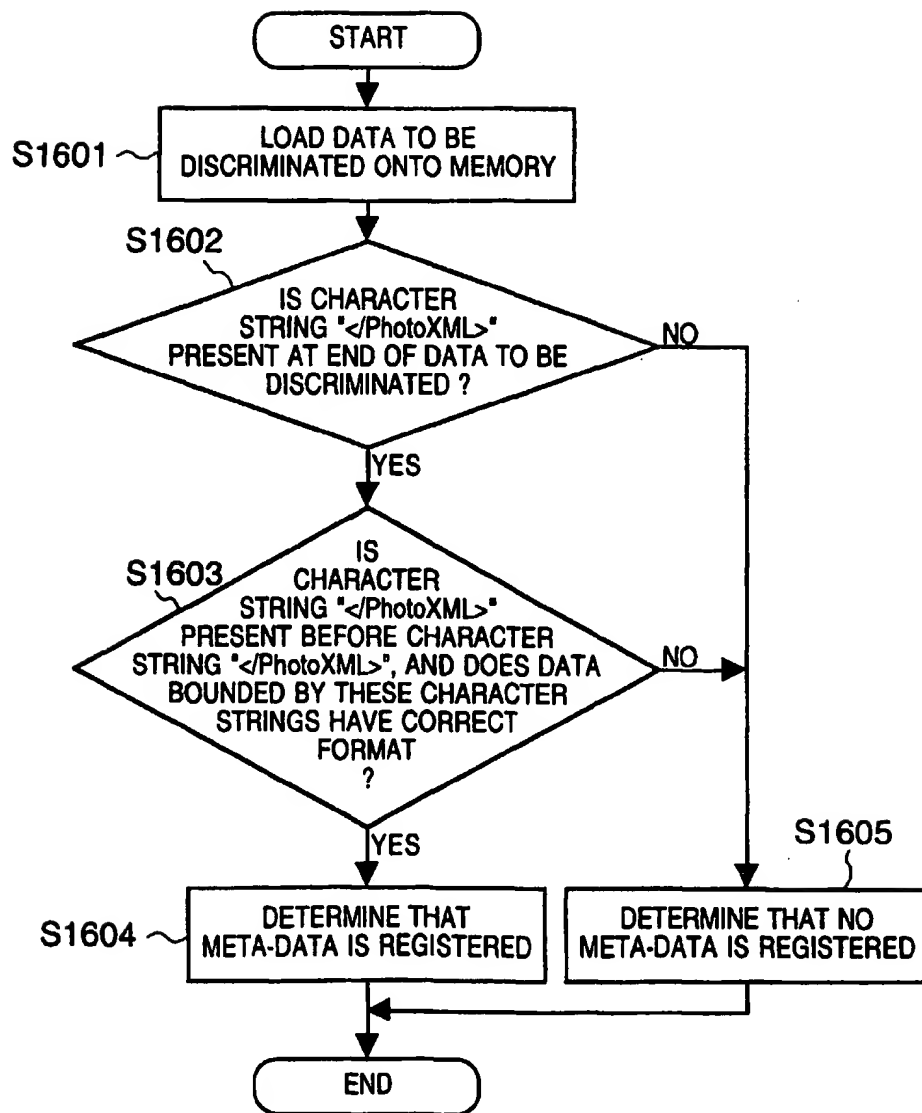 START
S1601
LOAD DATA TO BE
DISCRIMINATED ONTO MEMORY
S1602
IS CHARACTER
STRING "</PhotoXML>"
PRESENT AT END OF DATA TO BE
DISCRIMINATED ?
NO
YES
S1603
IS
CHARACTER
STRING "</PhotoXML>"
PRESENT BEFORE CHARACTER
STRING "</PhotoXML>", AND DOES DATA
BOUNDED BY THESE CHARACTER
STRINGS HAVE CORRECT
FORMAT
?
NO
YES
S1604
DETERMINE THAT
META-DATA IS REGISTERED
S1605
DETERMINE THAT NO
META-DATA IS REGISTERED
END